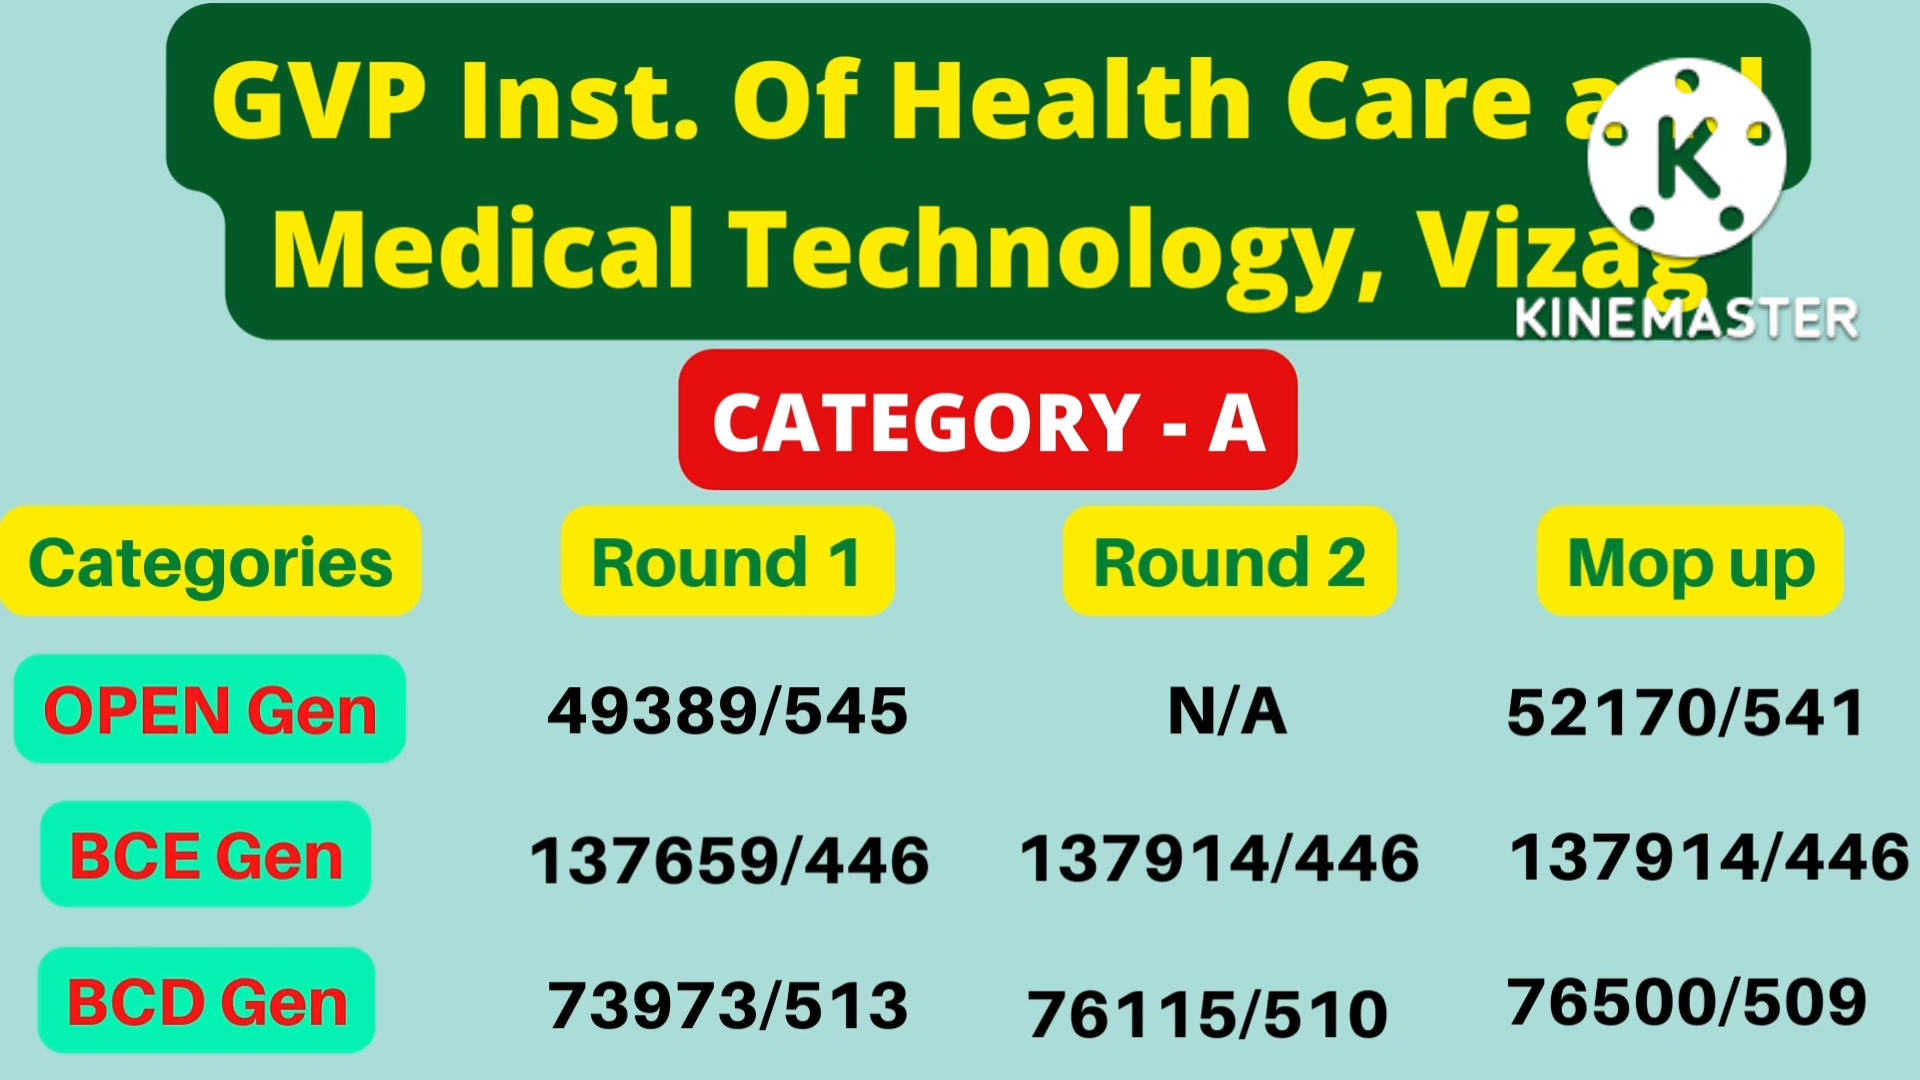 GVP Inst. Of Health Care and
Medical Technology, Vizag
K
KINEMASTER
CATEGORY - A
Categories Round 1 Round 2 Mop up
OPEN Gen 49389/545 N/A 52170/541
BCE Gen 137659/446 137914/446 137914/446
BCD Gen 73973/513 76115/510 76500/509